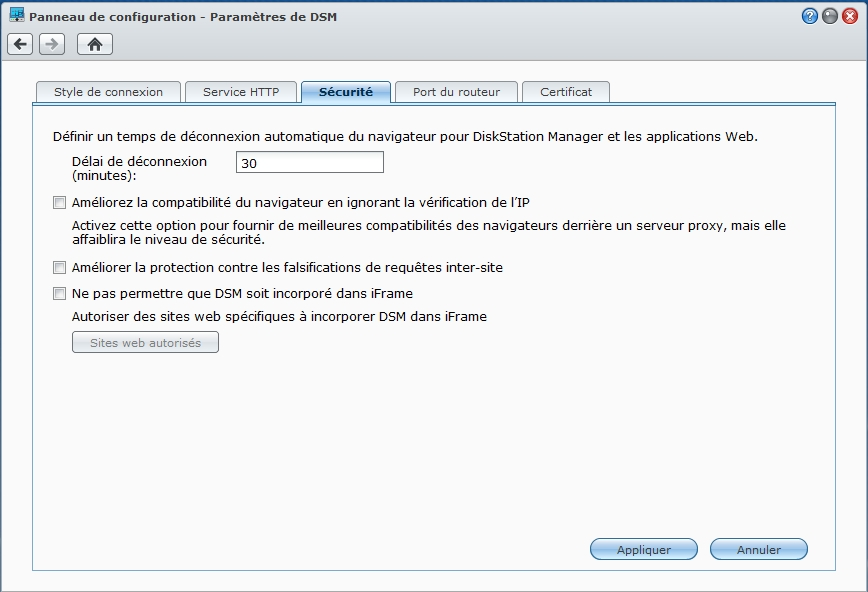 Panneau de configuration - Paramètres de DSM
Style de connexion
Service HTTP
Sécurité
Port du routeur
Certificat
Définir un temps de déconnexion automatique du navigateur pour DiskStation Manager et les applications Web.
Délai de déconnexion
(minutes):
30
Améliorez la compatibilité du navigateur en ignorant la vérification de l'IP
Activez cette option pour fournir de meilleures compatibilités des navigateurs derrière un serveur proxy, mais elle
affaiblira le niveau de sécurité.
Améliorer la protection contre les falsifications de requêtes inter-site
Ne pas permettre que DSM soit incorporé dans iFrame
Autoriser des sites web spécifiques à incorporer DSM dans iFrame
Sites web autorisés
Appliquer
Annuler